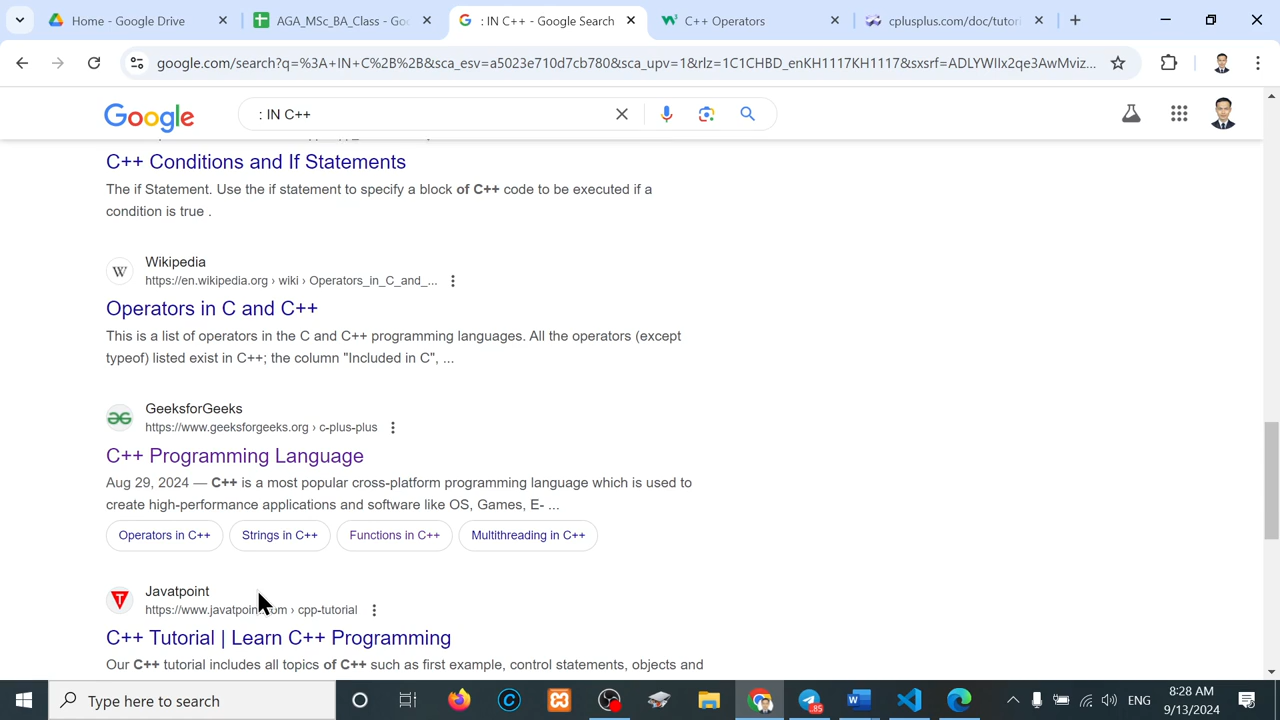 Home - Google Drive
AGA_MSc_BA_Class - Goo
: IN C++ - Google Search
C++ Operators
cplusplus.com/doc/tutori
google.com/search?q=%3A+IN+C%2B%2B&sca_esv=a5023e710d7cb780&sca_upv=1&rlz=1C1CHBD_enKH1117KH1117&sxsrf=ADLYWIIx2qe3AwMviz...
Google
: IN C++
C++ Conditions and If Statements
The if Statement. Use the if statement to specify a block of C++ code to be executed if a
condition is true .
W
Wikipedia
https://en.wikipedia.org › wiki › Operators_in_C_and_...
Operators in C and C++
This is a list of operators in the C and C++ programming languages. All the operators (except
typeof) listed exist in C++; the column "Included in C", ...
GeeksforGeeks
https://www.geeksforgeeks.org › c-plus-plus
C++ Programming Language
Aug 29, 2024 — C++ is a most popular cross-platform programming language which is used to
create high-performance applications and software like OS, Games, E- ...
Operators in C++
Strings in C++
Functions in C++
Multithreading in C++
Javatpoint
https://www.javatpoint.com › cpp-tutorial
C++ Tutorial | Learn C++ Programming
Our C++ tutorial includes all topics of C++ such as first example, control statements, objects and
Type here to search
ENG
8:28 AM
9/13/2024